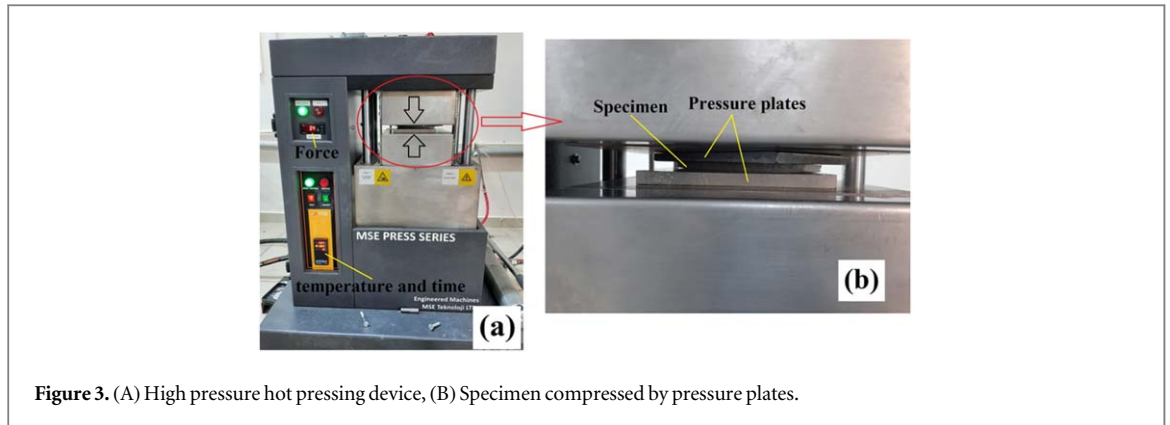 Force
MSE PRESS SERIES
temperature and time
Engineered Machines
MSE Teknoloji LT
(a)
Specimen
Pressure plates
(b)
Figure 3. (A) High pressure hot pressing device, (B) Specimen compressed by pressure plates.